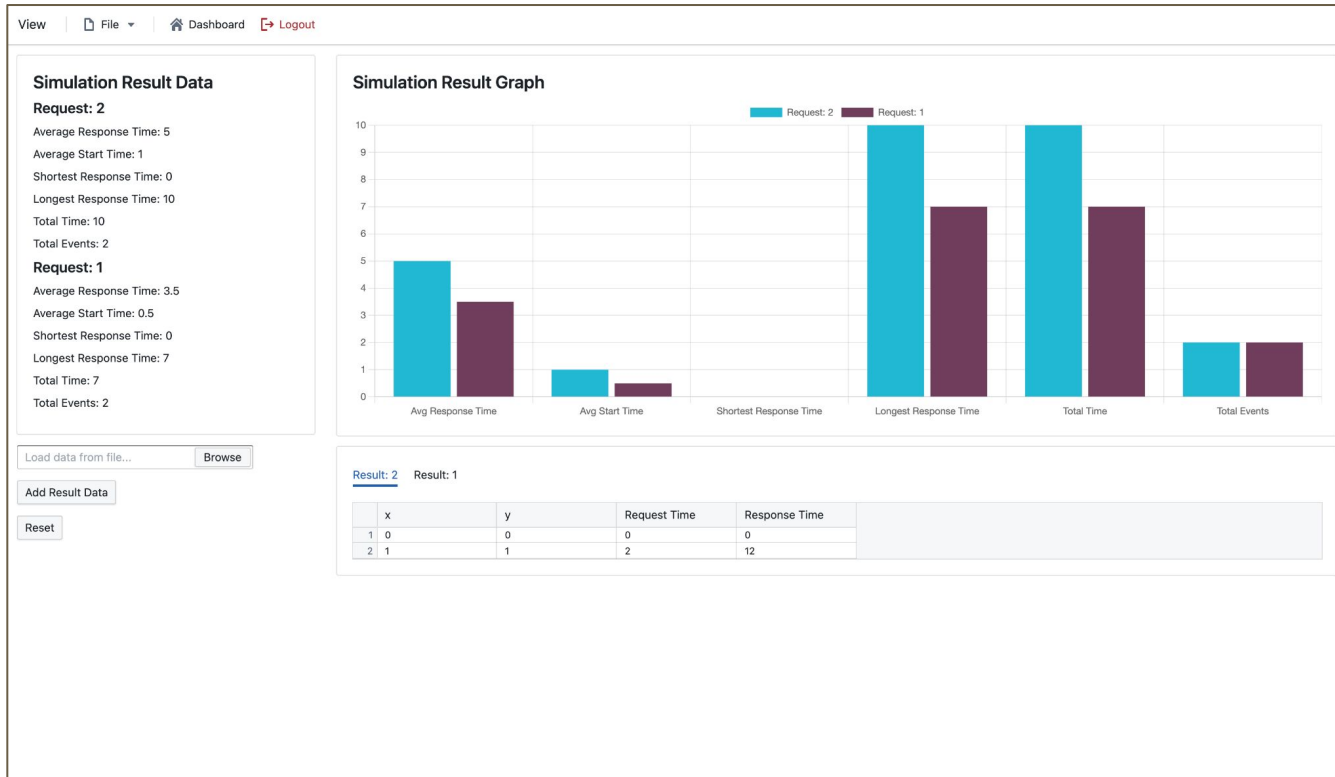 View File Dashboard Logout
Simulation Result Data
Request: 2
Average Response Time: 5
Average Start Time: 1
Shortest Response Time: 0
Longest Response Time: 10
Total Time: 10
Total Events: 2
Request: 1
Average Response Time: 3.5
Average Start Time: 0.5
Shortest Response Time: 0
Longest Response Time: 7
Total Time: 7
Total Events: 2
Load data from file... Browse
Add Result Data
Reset
Simulation Result Graph
Request: 2 Request: 1
10
9
8
7
6
5
4
3
2
1
0
Avg Response Time Avg Start Time Shortest Response Time Longest Response Time Total Time Total Events
Result: 2 Result: 1
x y Request Time Response Time
1 0 0 0 0
2 1 1 2 12